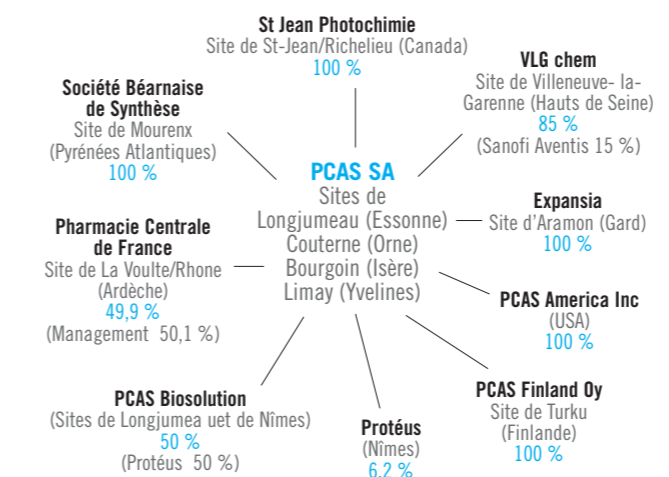 St Jean Photochimie
Site de St-Jean/Richelieu (Canada)
100 %
VLG chem
Site de Villeneuve- la-
Garenne (Hauts de Seine)
85 %
(Sanofi Aventis 15 %)
Société Béarnaise
de Synthèse
Site de Mourenx
(Pyrénées Atlantiques)
100 %
PCAS SA
Sites de
Longjumeau (Essonne)
Couterne (Orne)
Bourgoin (Isère)
Limay (Yvelines)
Expansia
Site d'Aramon (Gard)
100 %
Pharmacie Centrale
de France
Site de La Voulte/Rhone
(Ardèche)
49,9 %
(Management 50,1 %)
PCAS America Inc
(USA)
100 %
PCAS Biosolution
(Sites de Longjumea uet de Nîmes)
50 %
(Protéus 50 %)
Protéus
(Nîmes)
6,2 %
PCAS Finland Oy
Site de Turku
(Finlande)
100 %